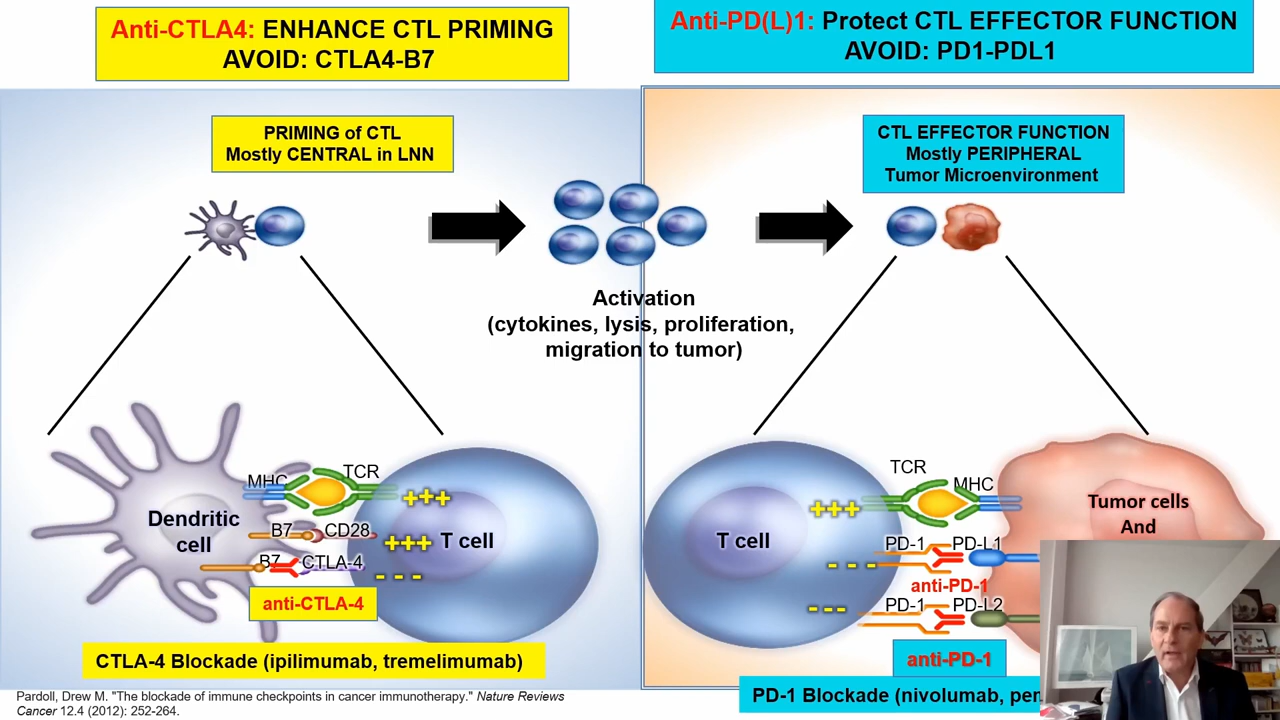 Anti-CTLA4: ENHANCE CTL PRIMING
AVOID: CTLA4-B7
Anti-PD(L)1: Protect CTL EFFECTOR FUNCTION
AVOID: PD1-PDL1
PRIMING of CTL
Mostly CENTRAL in LNN
CTL EFFECTOR FUNCTION
Mostly PERIPHERAL
Tumor Microenvironment
Activation
(cytokines, lysis, proliferation,
migration to tumor)
MHC
TCR
+++
Dendritic
cell
B7
CD28
+++
T cell
B7
CTLA-4
- - -
anti-CTLA-4
CTLA-4 Blockade (ipilimumab, tremelimumab)
TCR
MHC
+++
Tumor cells
And
T cell
PD-1
PD-L1
- - -
anti-PD-1
PD-1
PD-L2
- - -
anti-PD-1
PD-1 Blockade (nivolumab,
Pardoll, Drew M. "The blockade of immune checkpoints in cancer immunotherapy." Nature Reviews
Cancer 12.4 (2012): 252-264.